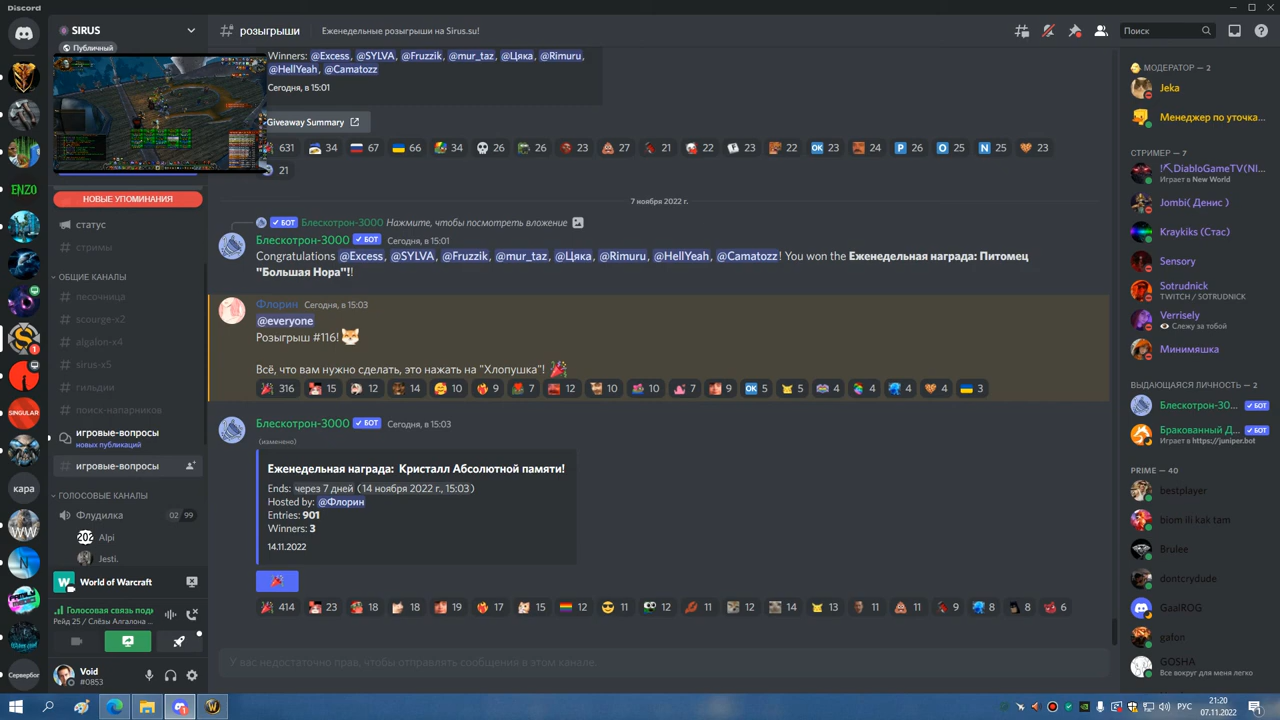 Discord
SIRUS
розыгрыши
Еженедельные розыгрыши на Sirus.su!
Поиск
Публичный
НОВЫЕ УПОМИНАНИЯ
статус
стримы
ОБЩИЕ КАНАЛЫ
песочница
scourge-x2
algalon-x4
sirus-x5
гильдии
поиск-напарников
игровые-вопросы
новых публикаций
игровые-вопросы
ГОЛОСОВЫЕ КАНАЛЫ
Флудилка
02 99
Alpi
Jesti.
World of Warcraft
Голосовая связь подк
Рейд 25 / Слёзы Алгалона ...
Void
#0853
ENZO
1
SINGULAR
кара
WW
Сервербог
Winners: @Excess, @SYLVA, @Fruzzik, @mur_taz, @Цяка, @Rimuru,
@HellYeah, @Camatozz
Сегодня, в 15:01
Giveaway Summary
631 34 67 66 34 26 26 23 27 21 22 23 22 OK 23 24 P 26 O 25 N 25 23
21
7 ноября 2022 г.
БОТ Блескотрон-3000 Нажмите, чтобы посмотреть вложение
Блескотрон-3000 БОТ Сегодня, в 15:01
Congratulations @Excess, @SYLVA, @Fruzzik, @mur_taz, @Цяка, @Rimuru, @HellYeah, @Camatozz! You won the Еженедельная награда: Питомец
"Большая Нора"!!
Флорин Сегодня, в 15:03
@everyone
Розыгрыш #116!
Всё, что вам нужно сделать, это нажать на "Хлопушка"!
316 15 12 14 10 9 7 12 10 10 7 9 OK 5 5 4 4 4 4 3
Блескотрон-3000 БОТ Сегодня, в 15:03
(изменено)
Еженедельная награда: Кристалл Абсолютной памяти!
Ends: через 7 дней (14 ноября 2022 г., 15:03)
Hosted by: @Флорин
Entries: 901
Winners: 3
14.11.2022
414 23 18 18 19 17 15 12 11 12 11 12 14 13 11 11 9 8 8 6
У вас недостаточно прав, чтобы отправлять сообщения в этом канале.
МОДЕРАТОР — 2
Jeka
Менеджер по уточка...
СТРИМЕР — 7
!⛏DiabloGameTV(NI...
Играет в New World
Jombi( Денис )
Kraykiks (Стас)
Sensory
Sotrudnick
TWITCH / SOTRUDNICK
Verrisely
Слежу за тобой
Минимяшка
ВЫДАЮЩАЯСЯ ЛИЧНОСТЬ — 2
Блескотрон-30... БОТ
Бракованный Д... БОТ
Играет в https://juniper.bot
PRIME — 40
bestplayer
biom ili kak tam
Brulee
dontcrydude
GaalROG
gafon
GOSHA
Все вокруг для меня легко
РУС
21:20
07.11.2022
1